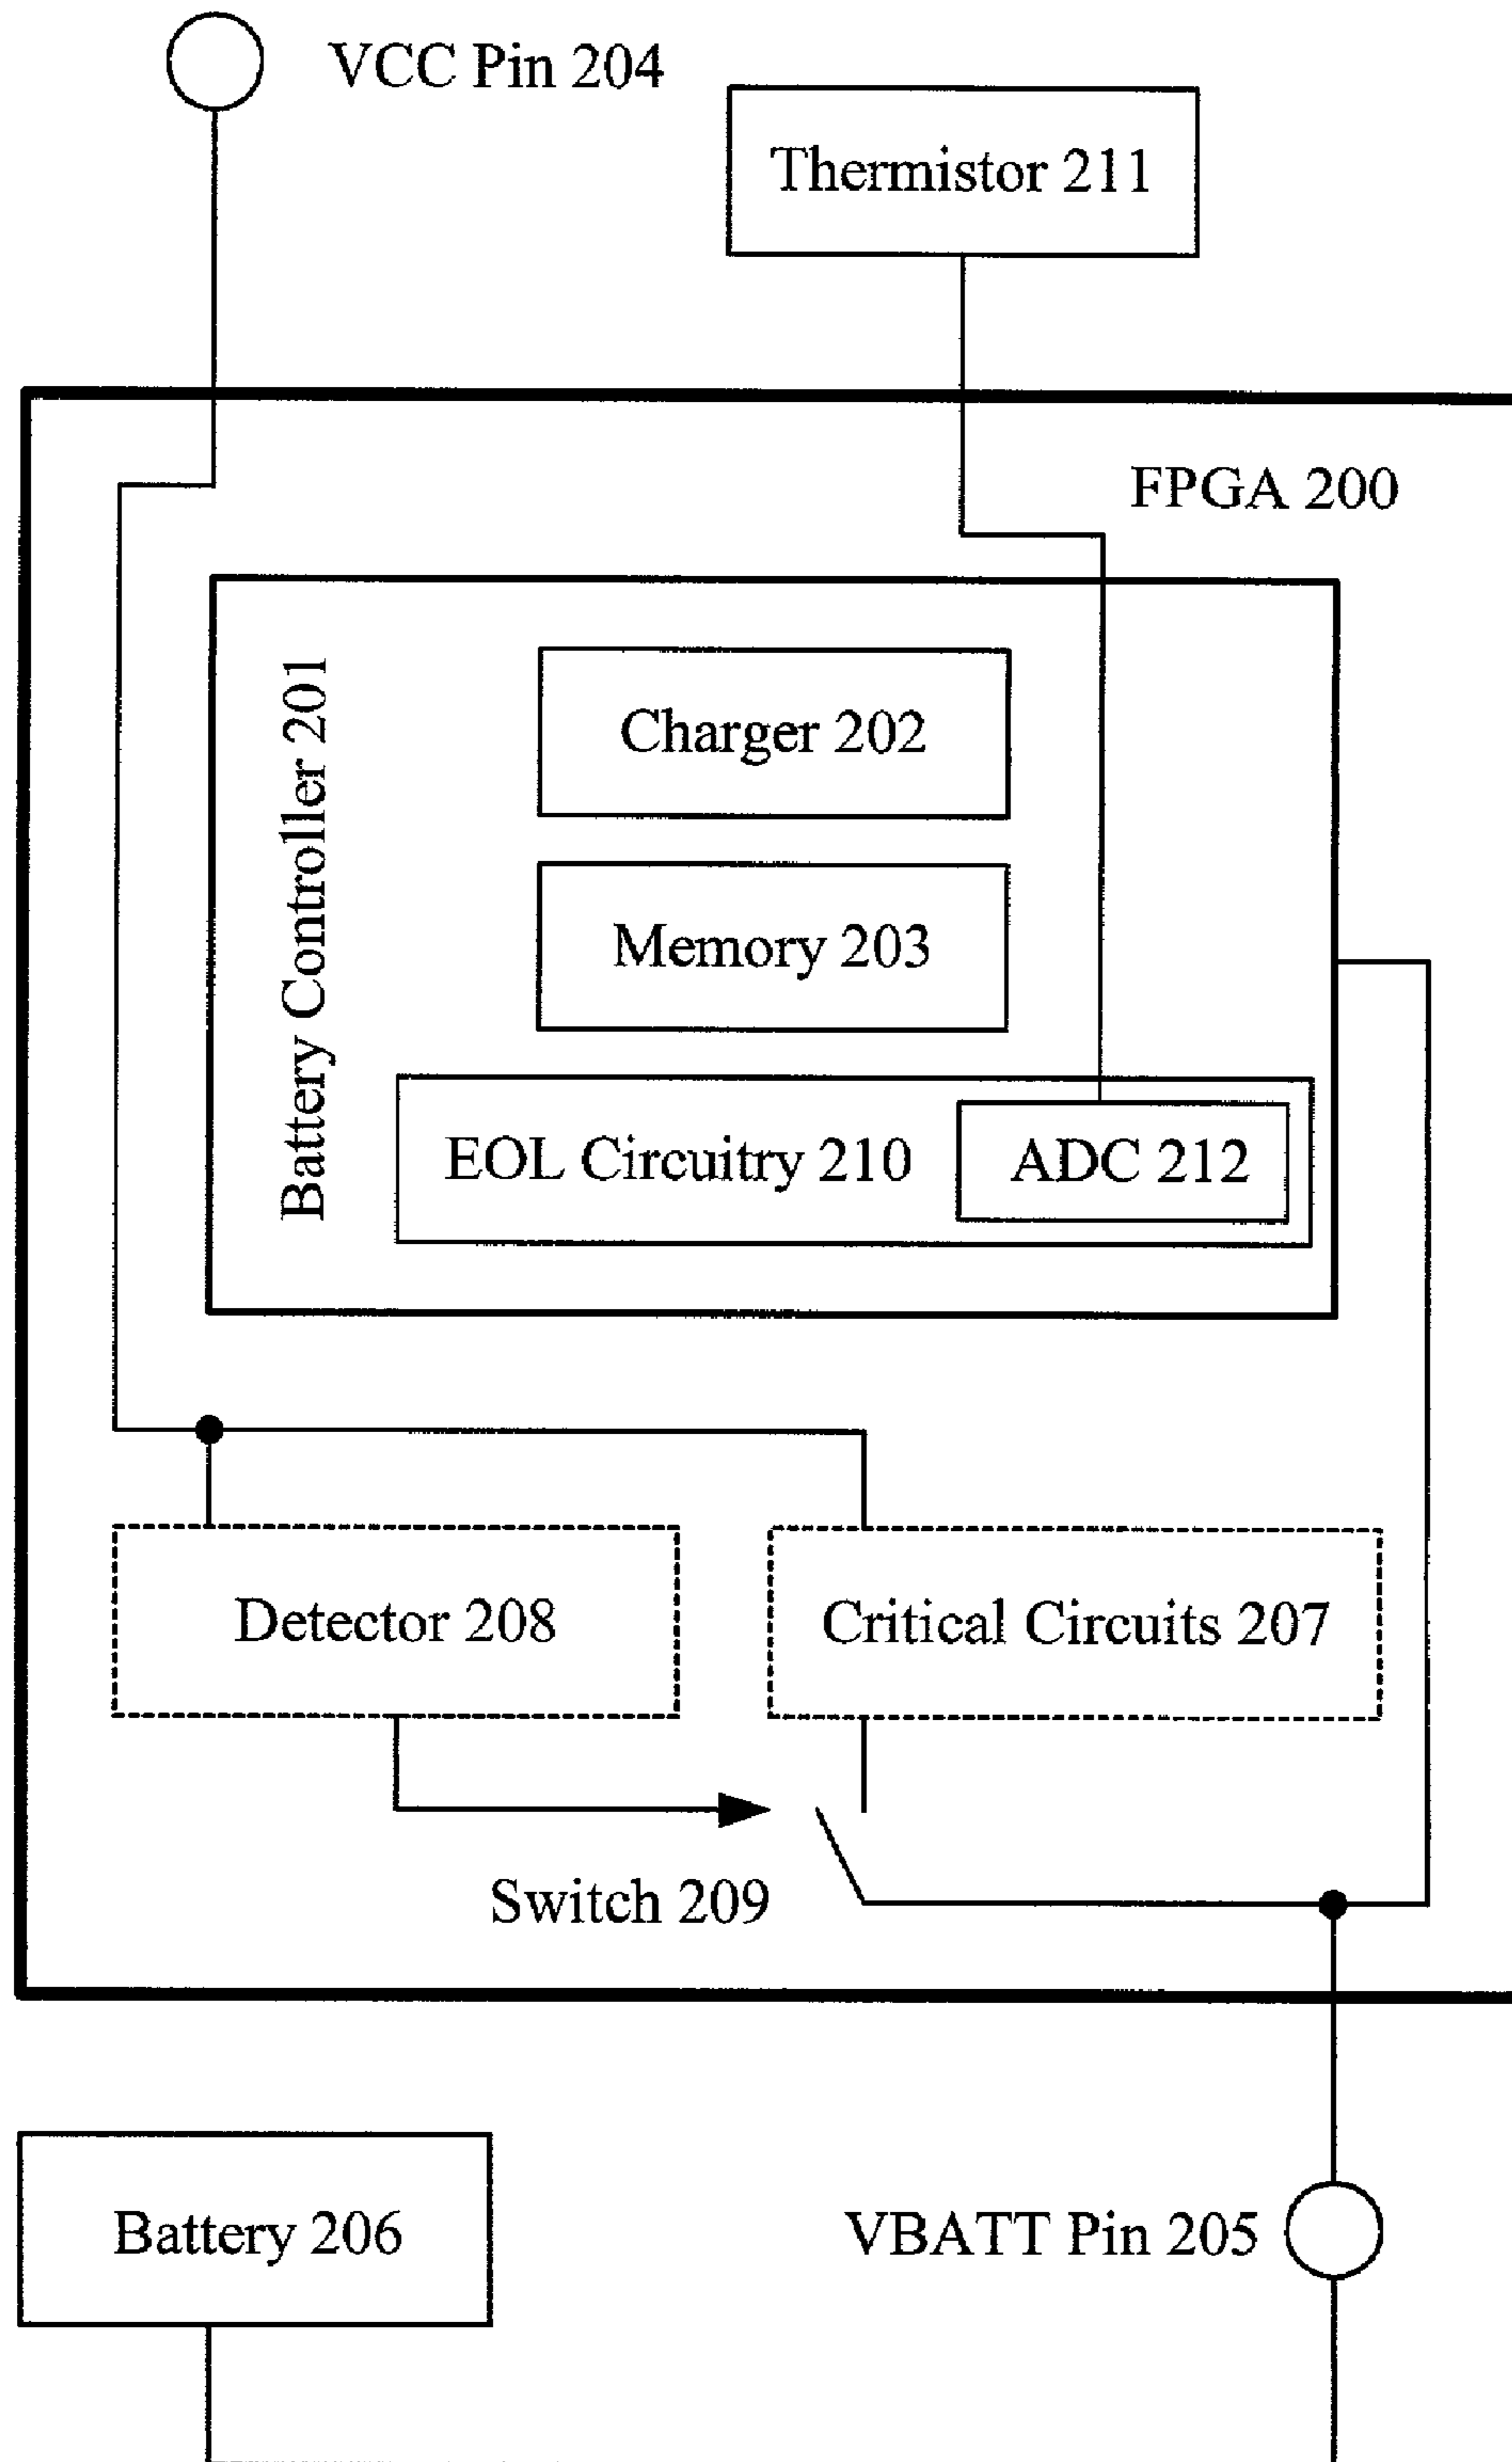 VCC Pin 204
Thermistor 211
FPGA 200
Battery Controller 201
Charger 202
Memory 203
EOL Circuitry 210
ADC 212
Detector 208
Critical Circuits 207
Switch 209
Battery 206
VBATT Pin 205